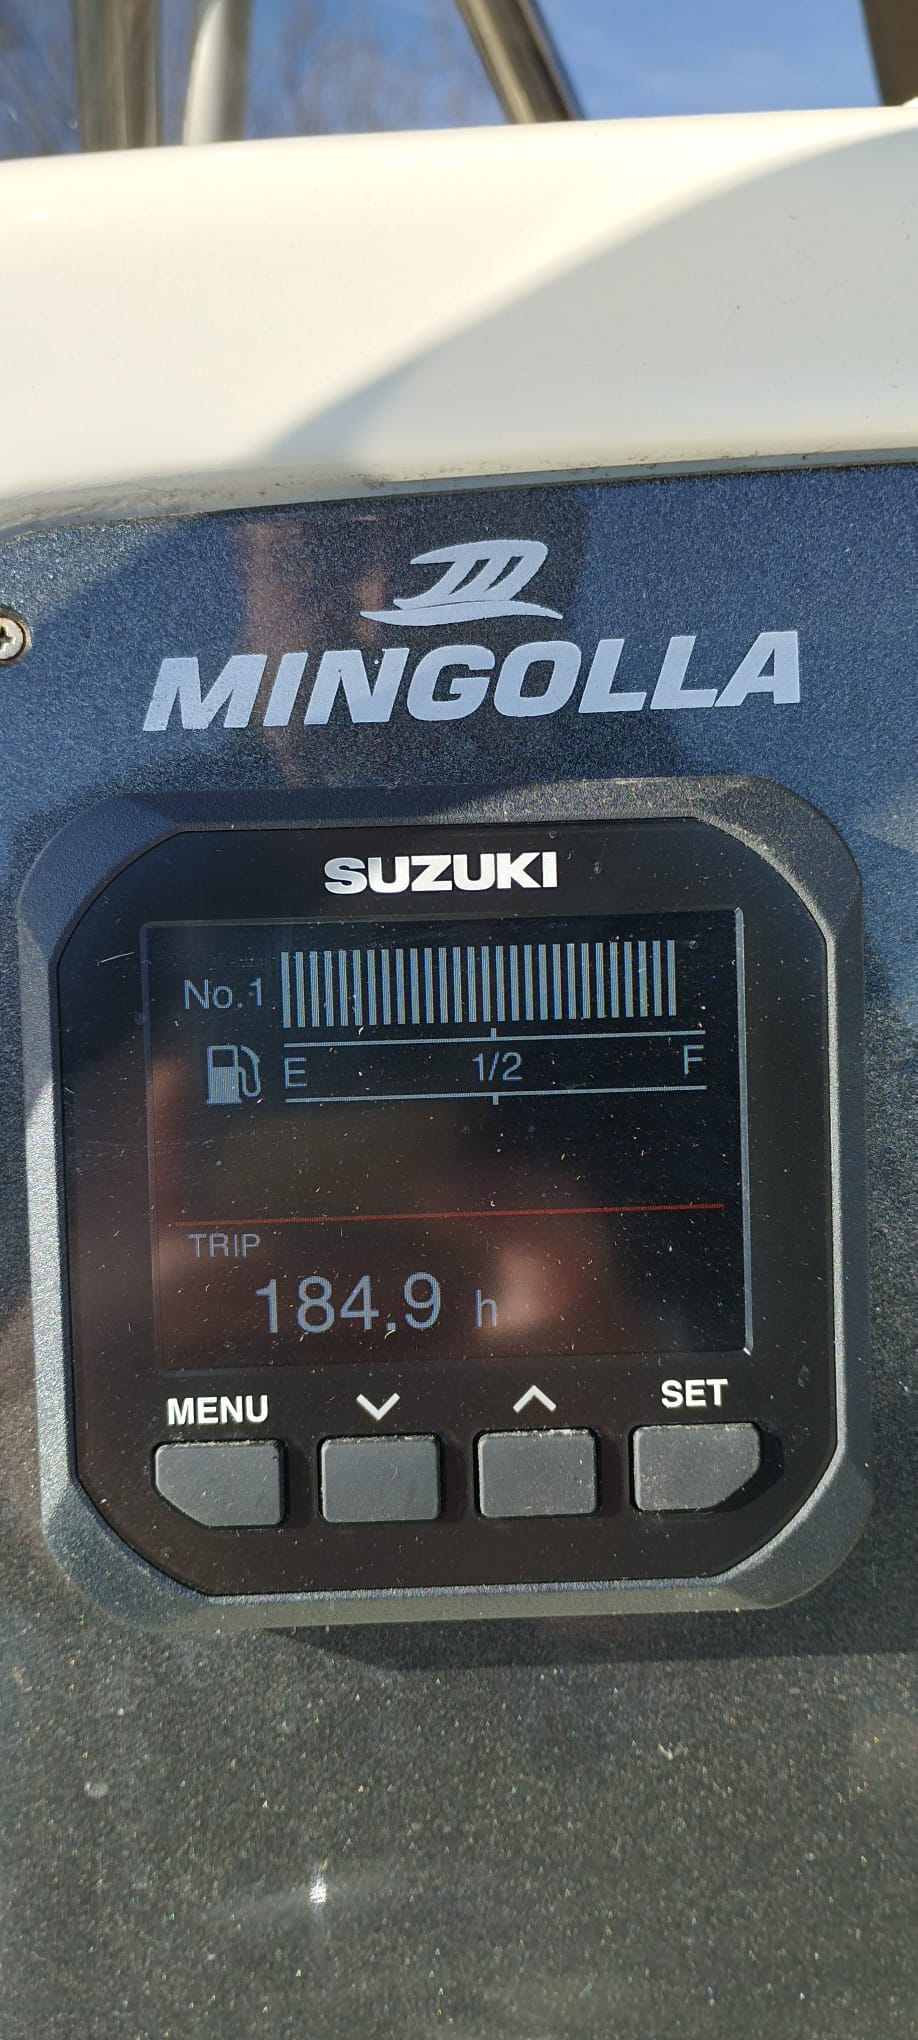 MINGOLLA
SUZUKI
No.1
E 1/2 F
TRIP
184.9 h
MENU SET